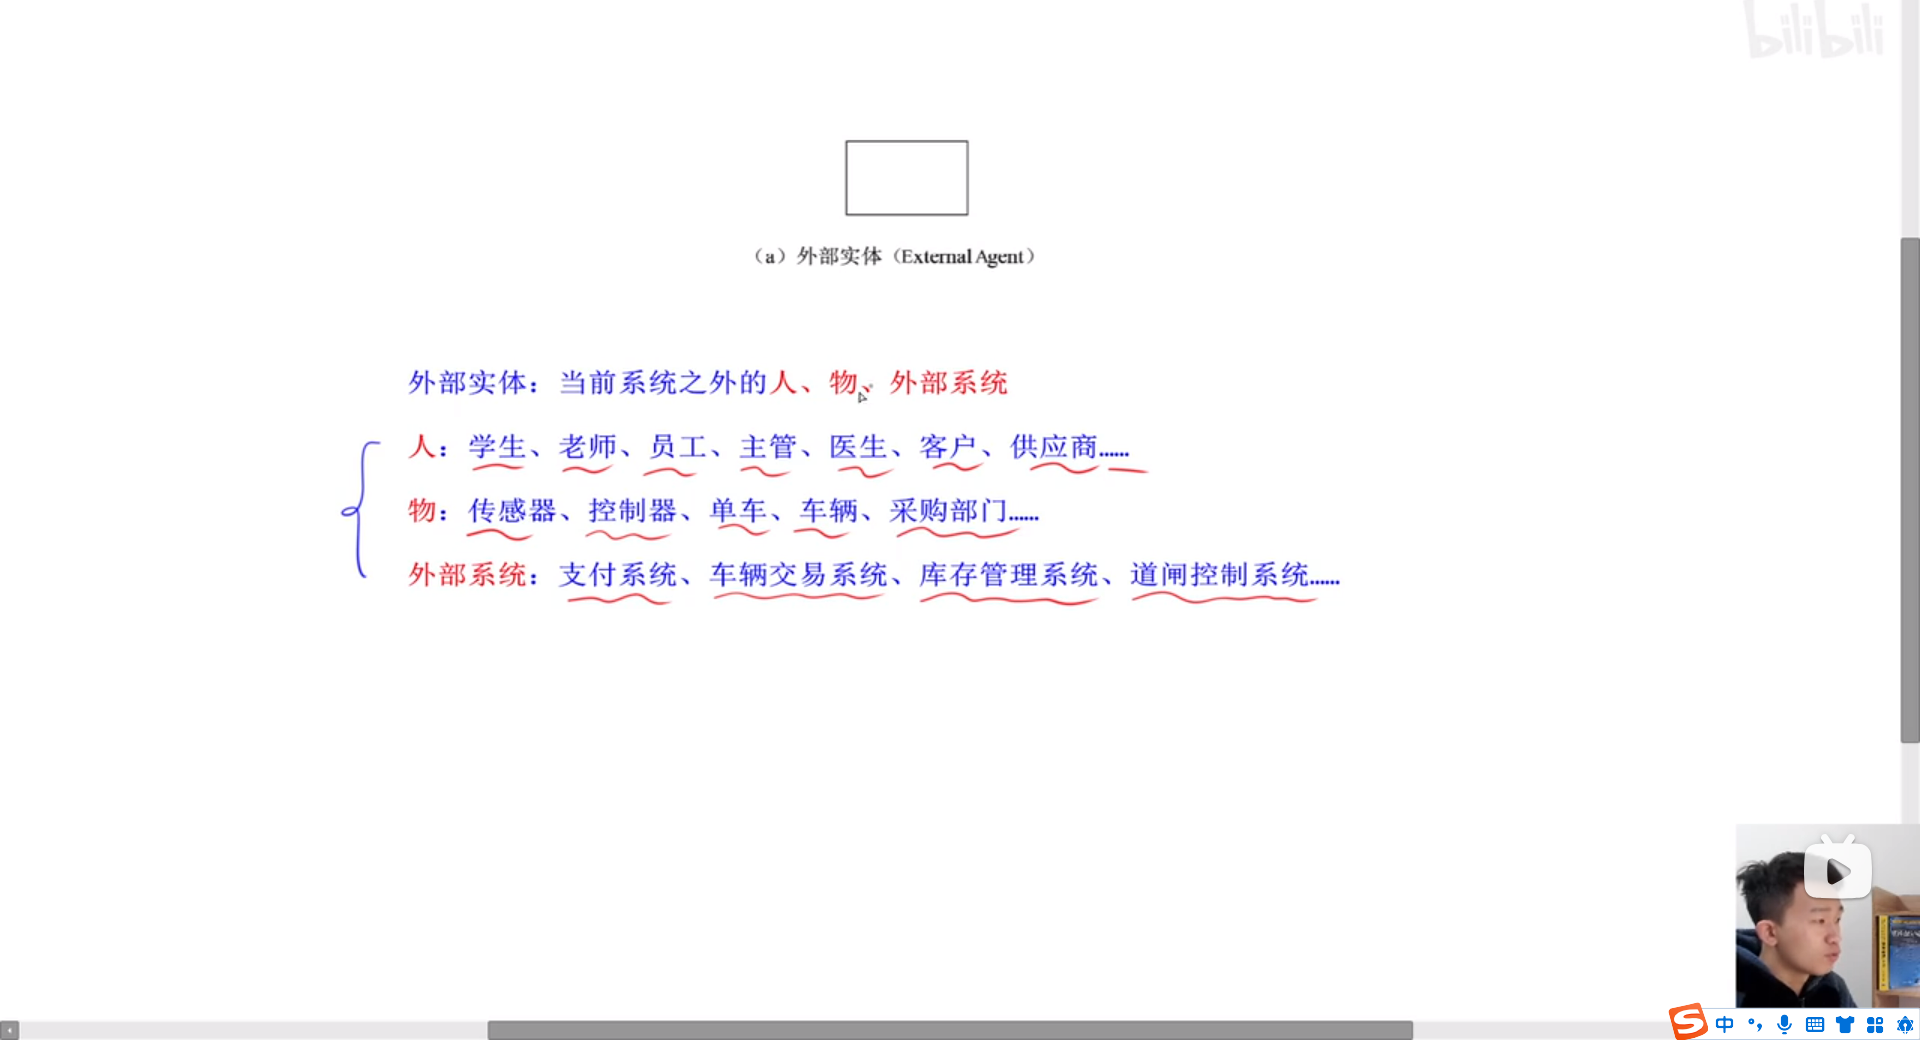 bilibili
（a）外部实体（External Agent）
外部实体：当前系统之外的人、物、外部系统
人：学生、老师、员工、主管、医生、客户、供应商......
物：传感器、控制器、单车、车辆、采购部门......
外部系统：支付系统、车辆交易系统、库存管理系统、道闸控制系统......
S中